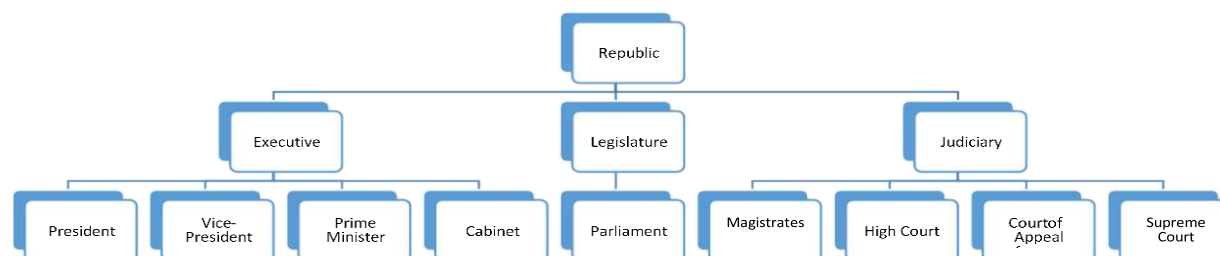 Republic
Executive
Legislature
Judiciary
President
Vice-
President
Prime
Minister
Cabinet
Parliament
Magistrates
High Court
Courtof
Appeal
Supreme
Court